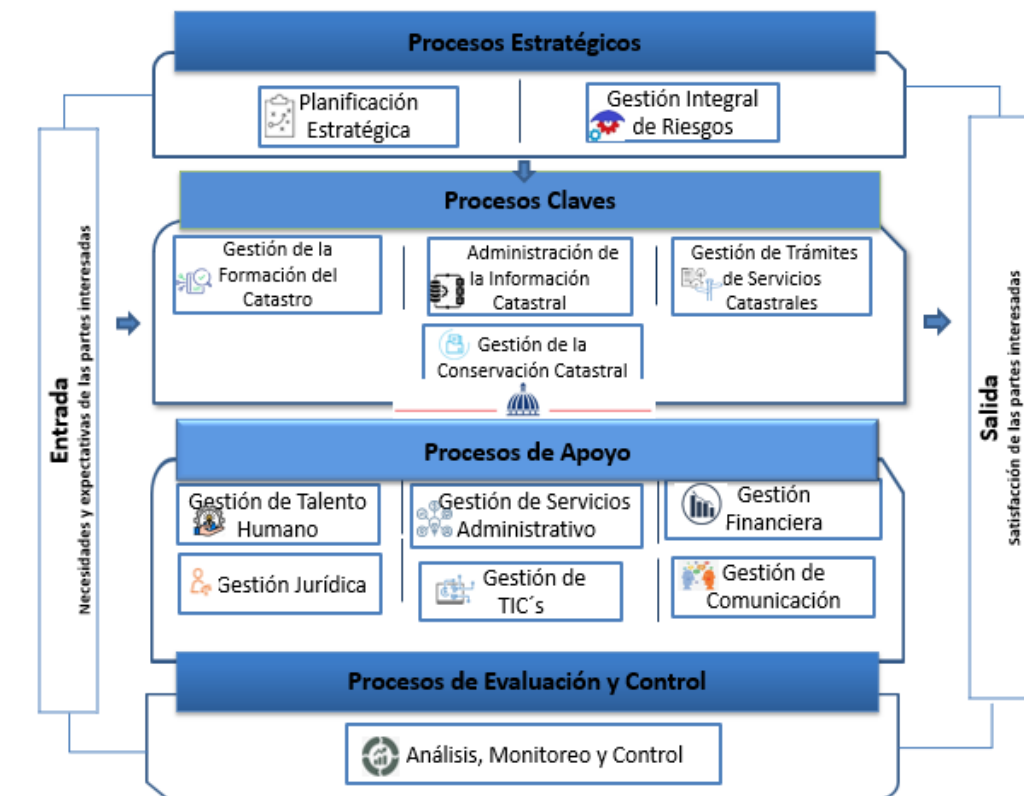 Procesos Estratégicos
Planificación
Estratégica
Gestión Integral
de Riesgos
Procesos Claves
Gestión de la
Formación del
Catastro
Administración de
la Información
Catastral
Gestión de Trámites
de Servicios
Catastrales
Gestión de la
Conservación Catastral
Entrada
Necesidades y expectativas de las partes interesadas
Salida
Satisfacción de las partes interesadas
Procesos de Apoyo
Gestión de Talento
Humano
Gestión de Servicios
Administrativo
Gestión
Financiera
Gestión Jurídica
Gestión de
TIC´s
Gestión de
Comunicación
Procesos de Evaluación y Control
Análisis, Monitoreo y Control